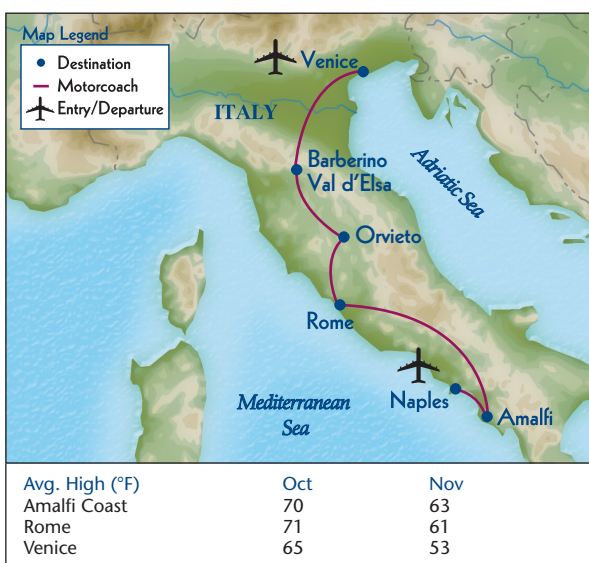 Map Legend
Destination
Motorcoach
Entry/Departure
Venice
ITALY
Barberino
Val d'Elsa
Adriatic Sea
Orvieto
Rome
Naples
Mediterranean
Sea
Amalfi
Avg. High (°F) Oct Nov
Amalfi Coast 70 63
Rome 71 61
Venice 65 53